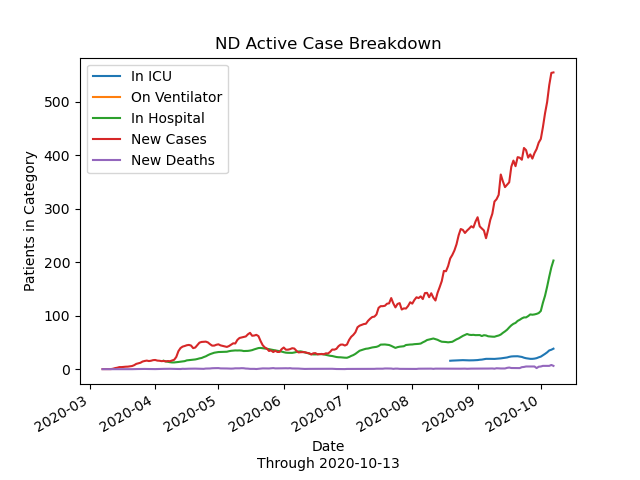 ND Active Case Breakdown
In ICU
On Ventilator
In Hospital
New Cases
New Deaths
Patients in Category
500
400
300
200
100
0
2020-03
2020-04
2020-05
2020-06
2020-07
2020-08
2020-09
2020-10
Date
Through 2020-10-13